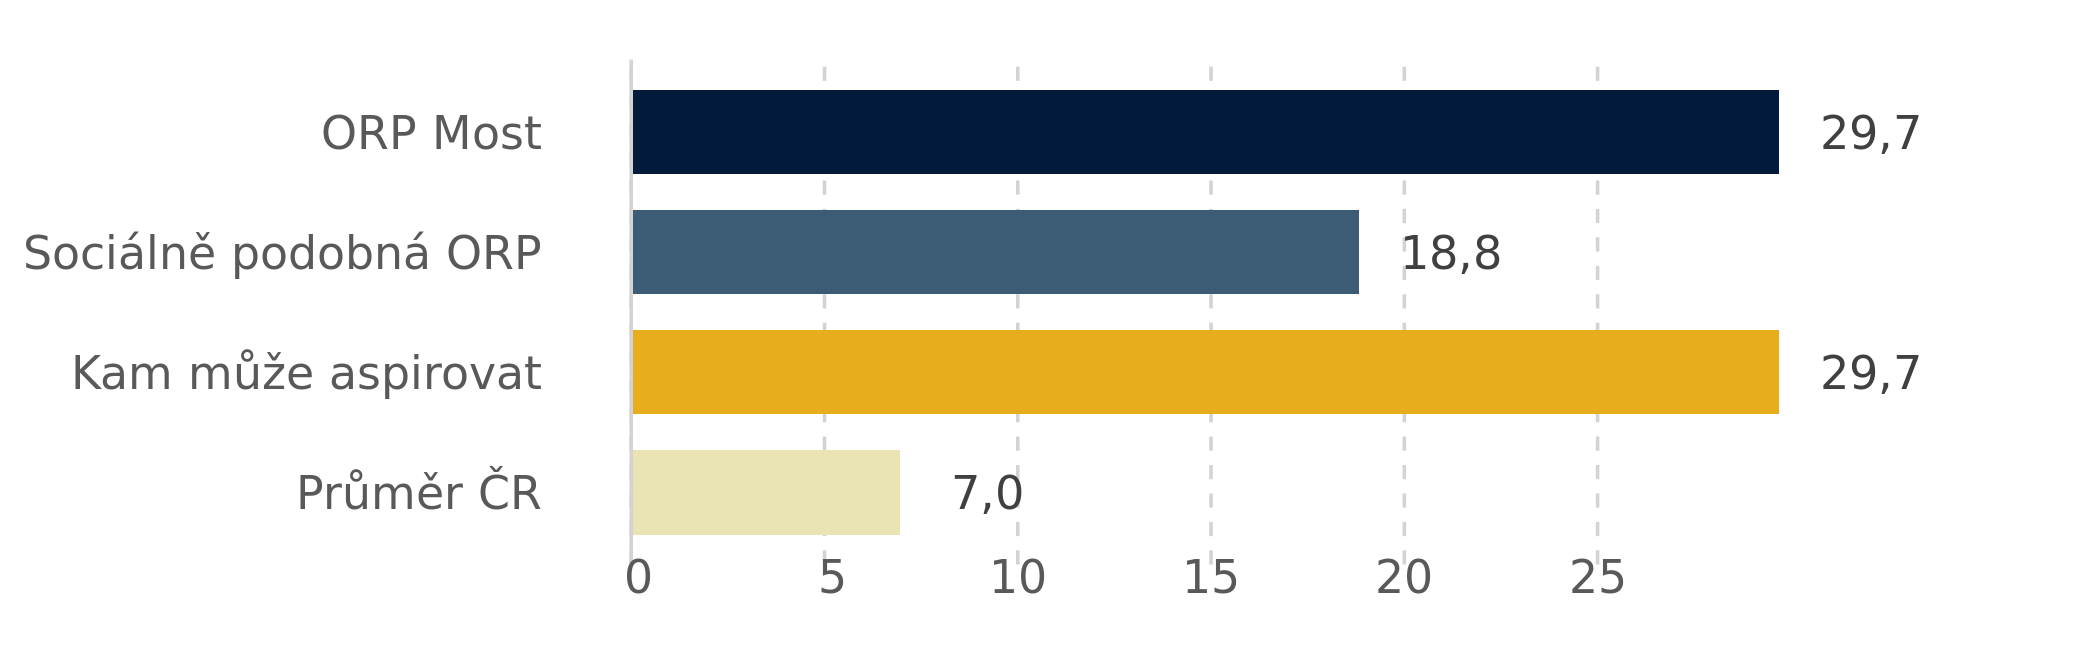 ORP Most 29,7
Sociálně podobná ORP 18,8
Kam může aspirovat 29,7
Průměr ČR 7,0
0 5 10 15 20 25